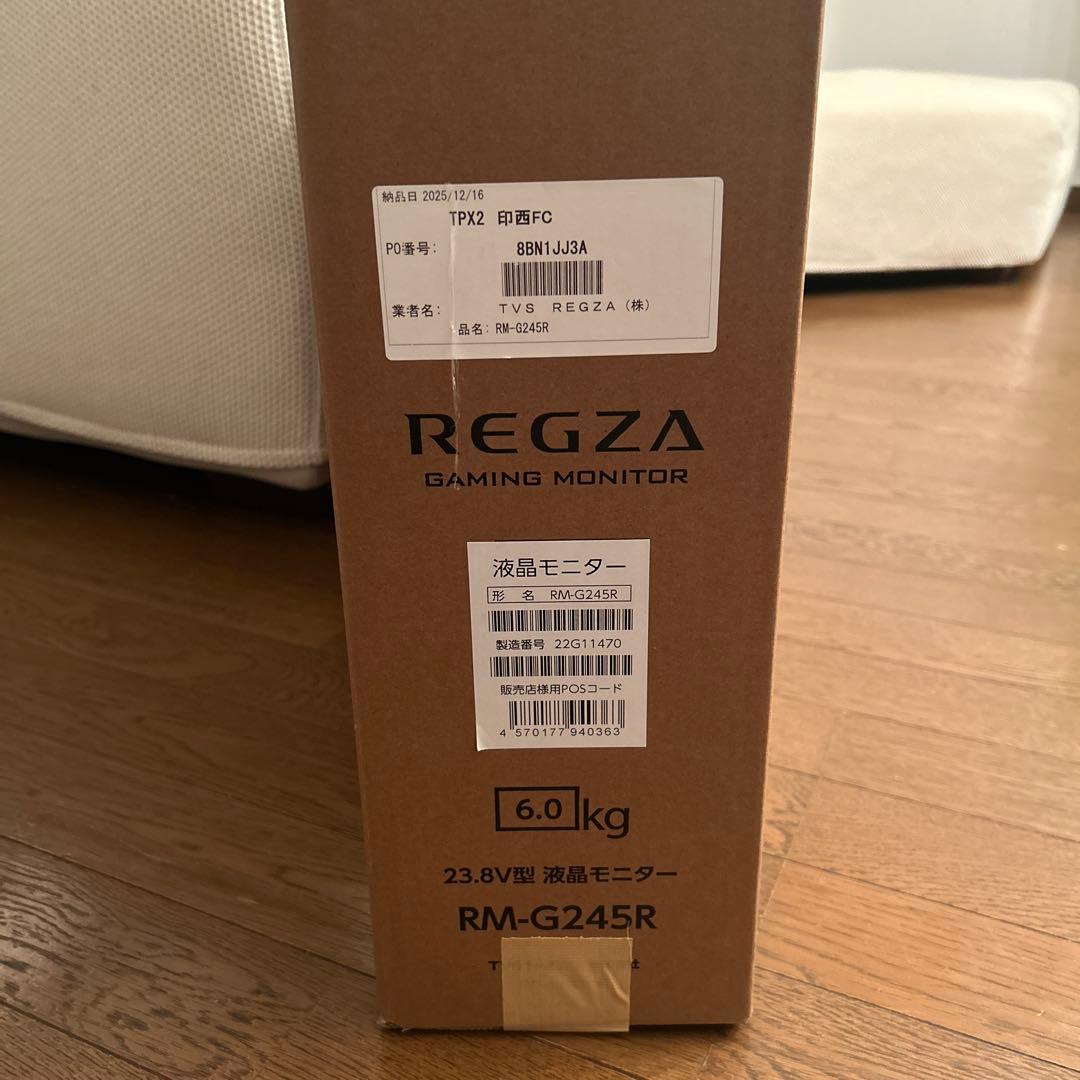 納品日 2025/12/16
TPX2 印西FC
PO番号: 8BN1JJ3A
業者名: TVS REGZA (株)
品名: RM-G245R
REGZA
GAMING MONITOR
液晶モニター
形 名 RM-G245R
製造番号 22G11470
販売店様用POSコード
4 570177 940363
6.0 kg
23.8V型 液晶モニター
RM-G245R